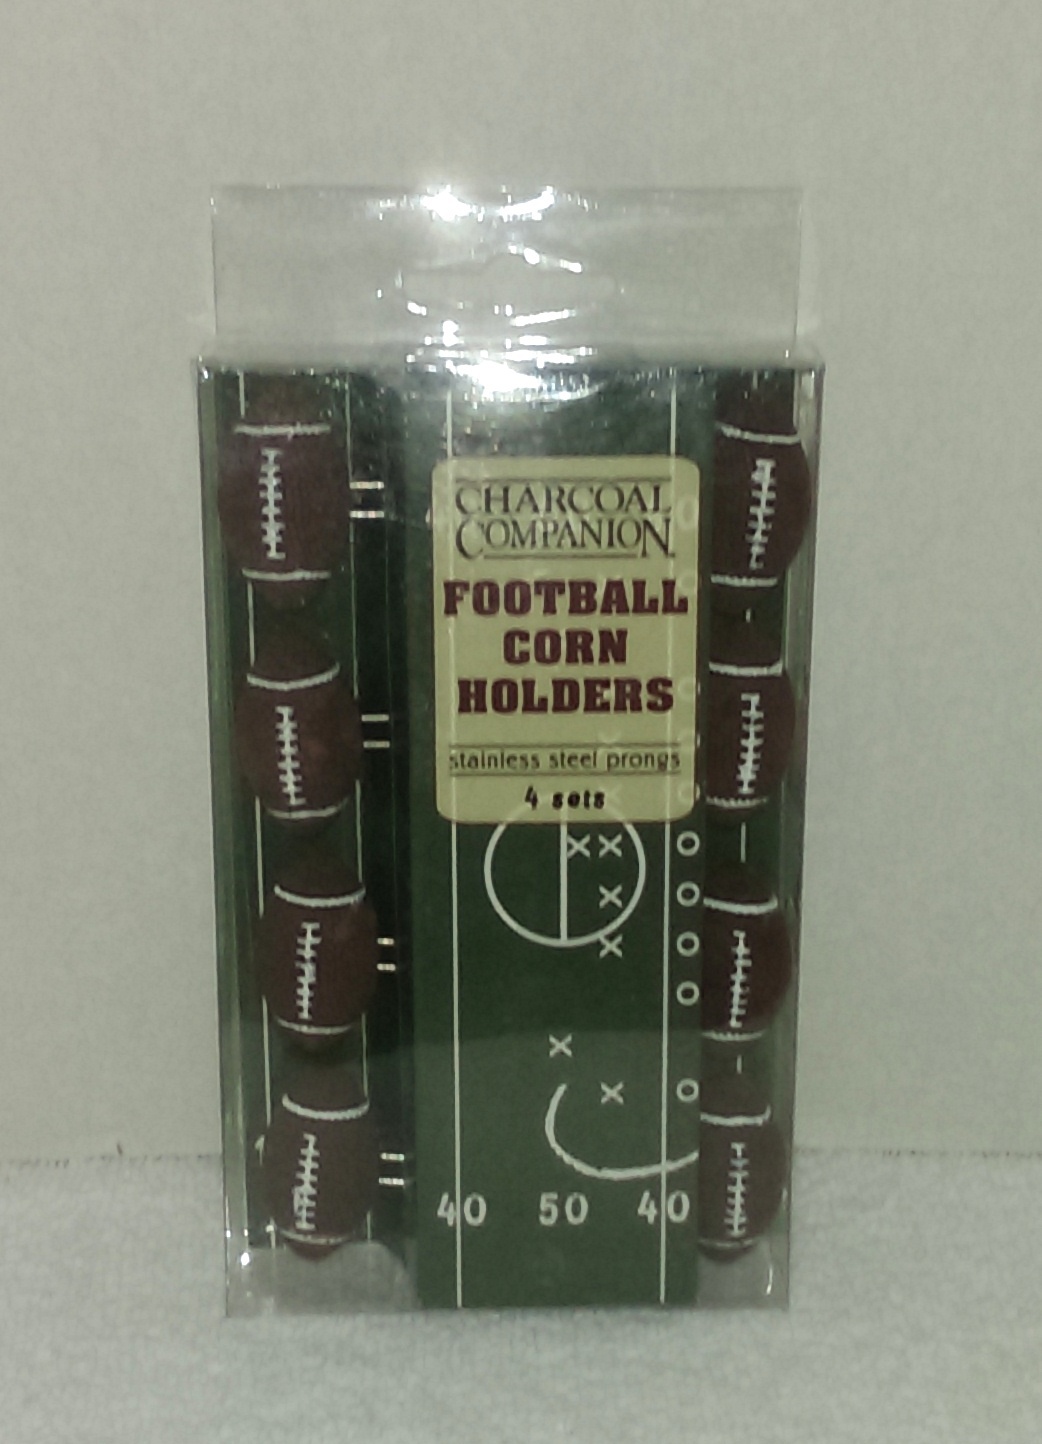 CHARCOAL
COMPANION
FOOTBALL
CORN
HOLDERS
stainless steel prongs
4 sets
X X O
X O
X O
O
X
X O
40 50 40